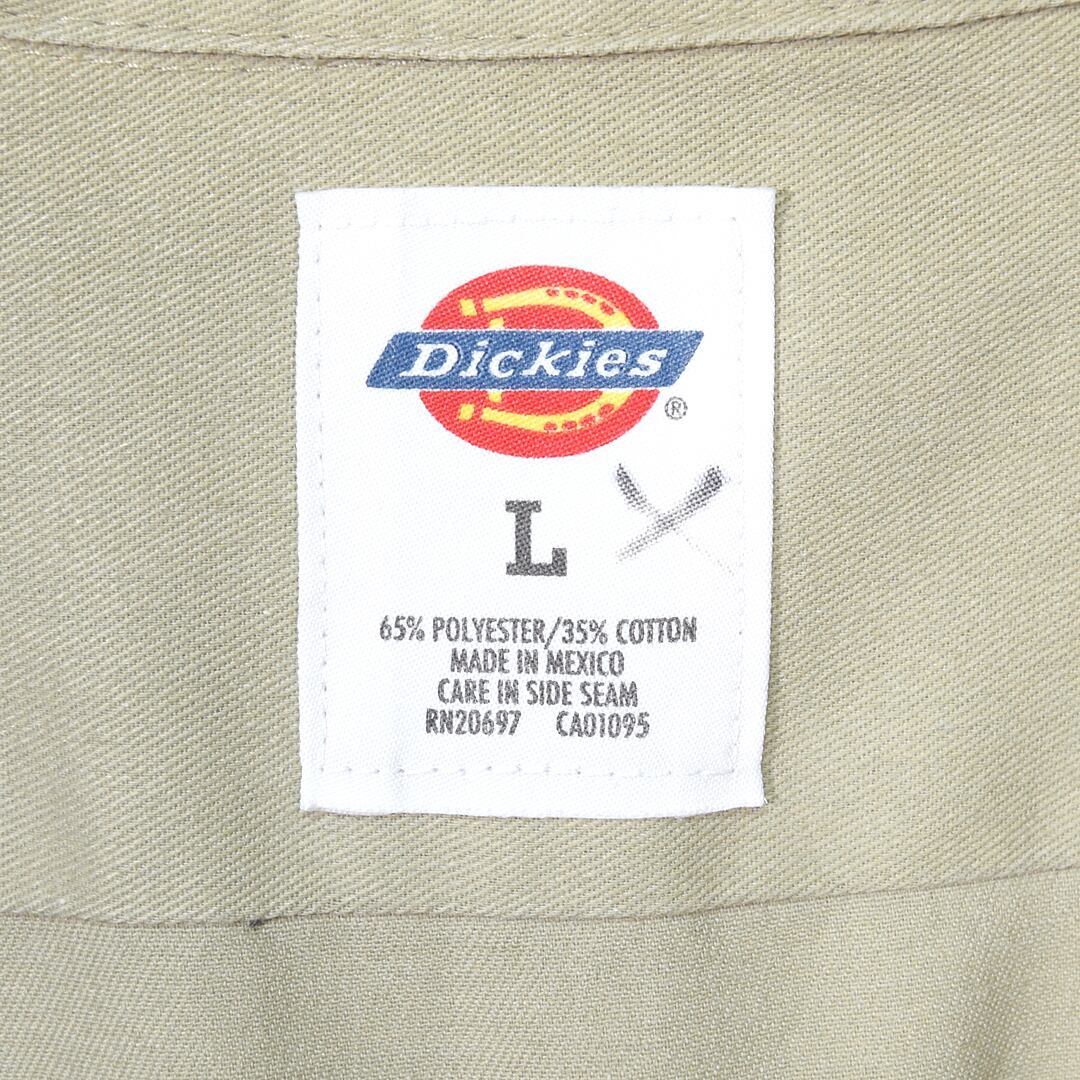 Dickies
®
L
65% POLYESTER/35% COTTON
MADE IN MEXICO
CARE IN SIDE SEAM
RN20697 CA01095